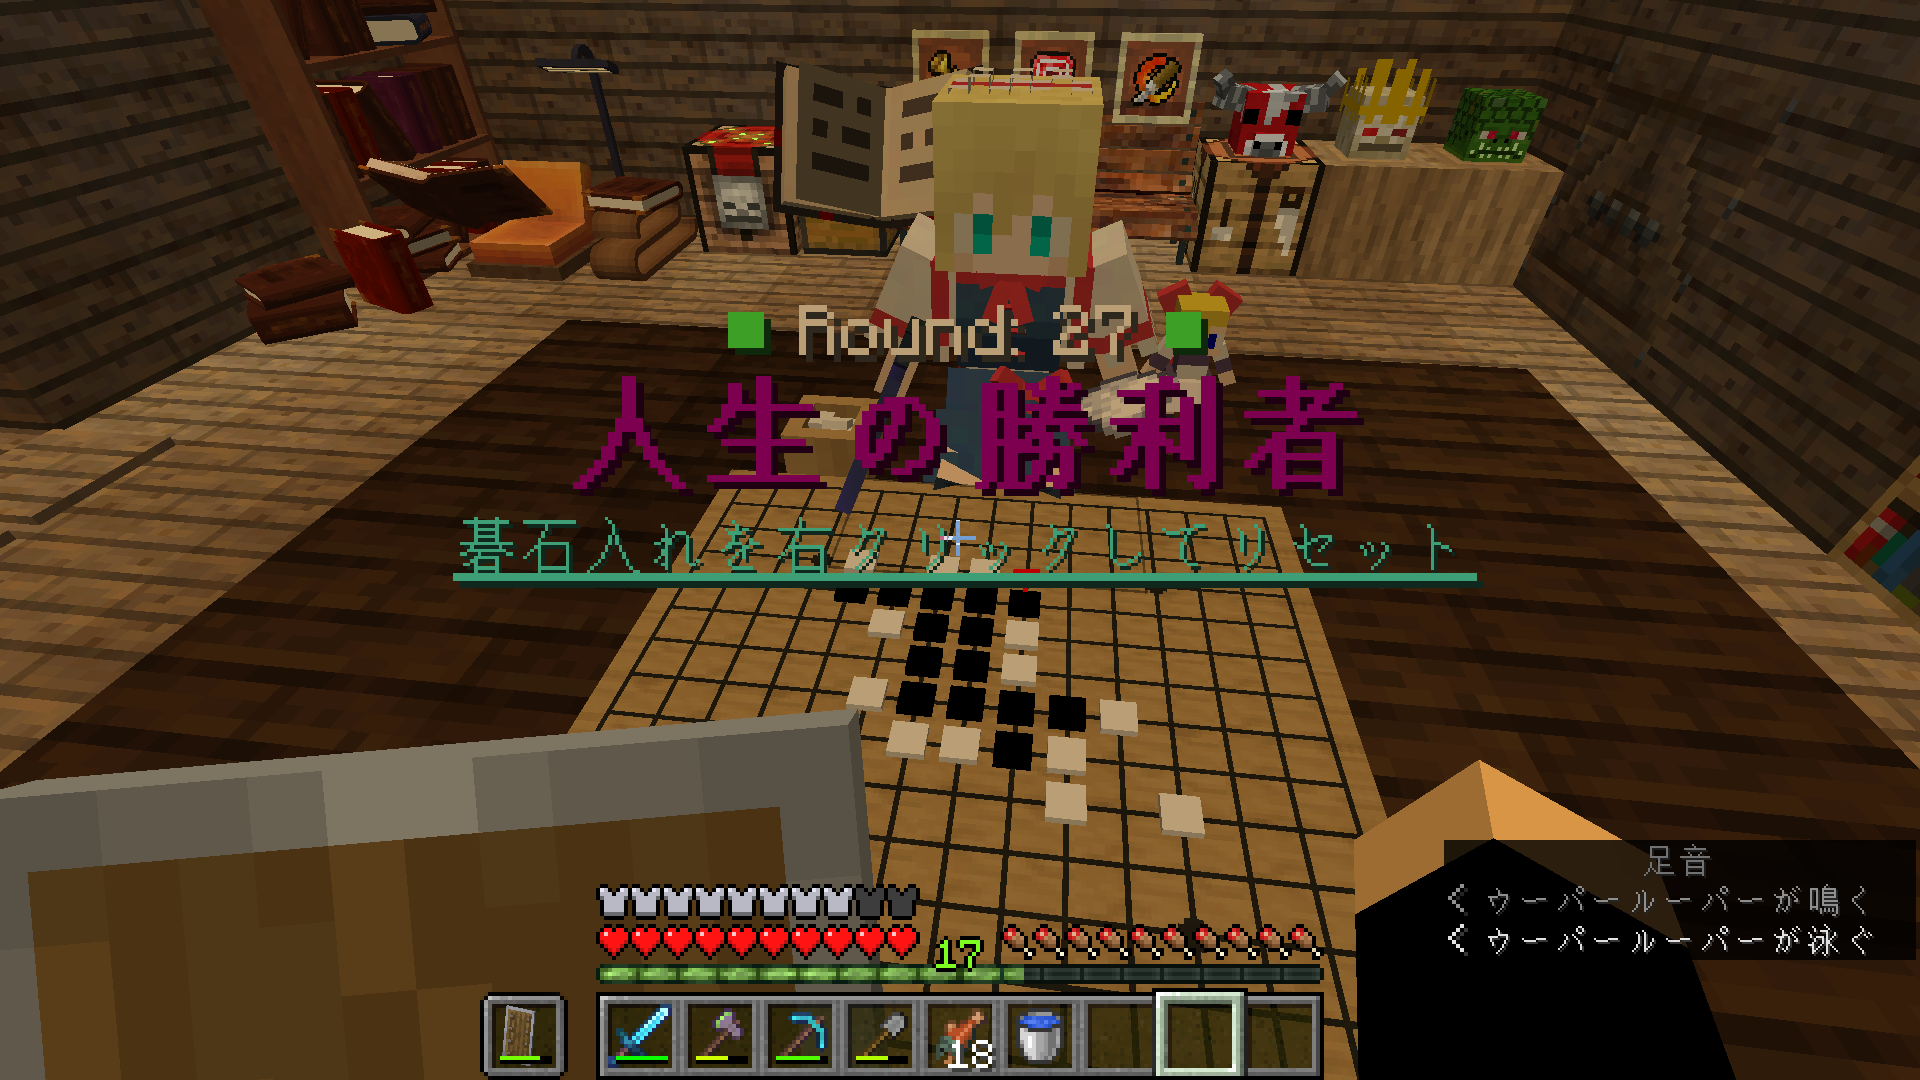 Round: 27
人生の勝利者
碁石入れを右クリックしてリセット
足音
< ウーパールーパーが鳴く
< ウーパールーパーが泳ぐ
17
18